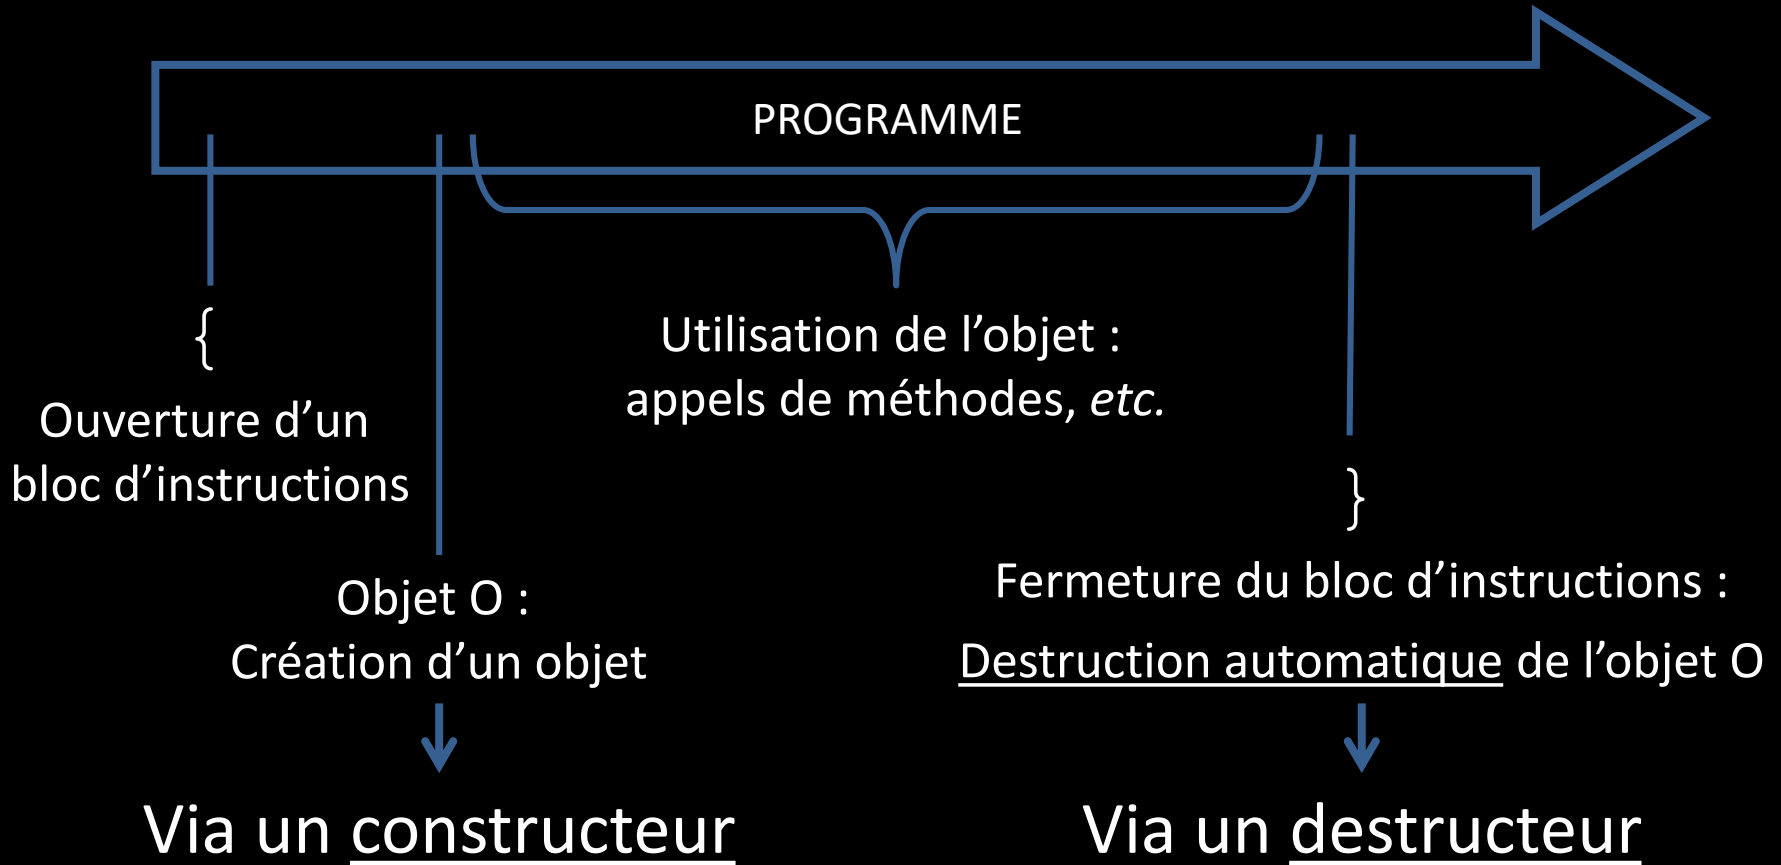 PROGRAMME
{
Ouverture d’un
bloc d’instructions
Objet O :
Création d’un objet
Via un constructeur
Utilisation de l’objet :
appels de méthodes, etc.
}
Fermeture du bloc d’instructions :
Destruction automatique de l’objet O
Via un destructeur